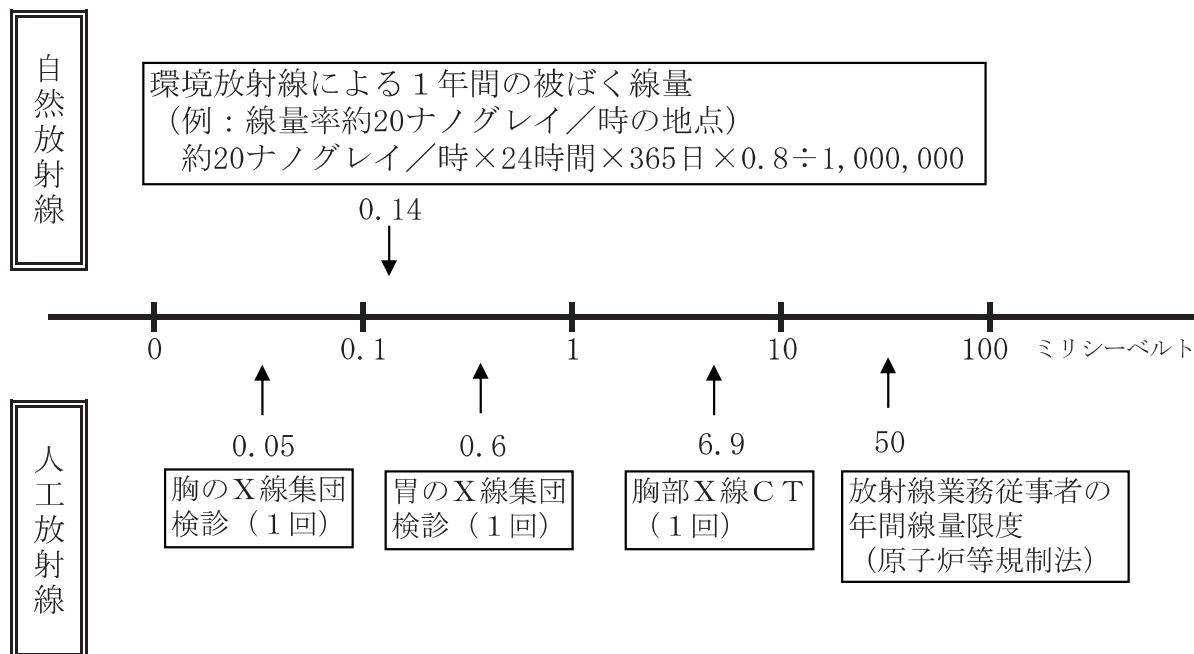 自然放射線
環境放射線による１年間の被ばく線量
（例：線量率約20ナノグレイ／時の地点）
約20ナノグレイ／時×24時間×365日×0.8÷1,000,000
0.14
0 0.1 1 10 100 ミリシーベルト
人工放射線
0.05
胸のＸ線集団
検診（１回）
0.6
胃のＸ線集団
検診（１回）
6.9
胸部Ｘ線ＣＴ
（１回）
50
放射線業務従事者の
年間線量限度
（原子炉等規制法）